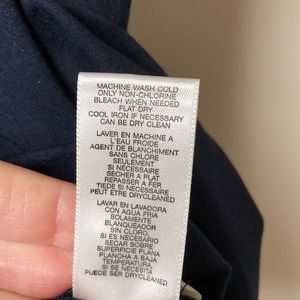 MACHINE WASH COLD
ONLY NON-CHLORINE
BLEACH WHEN NEEDED
FLAT DRY
COOL IRON IF NECESSARY
CAN BE DRY CLEAN
LAVER EN MACHINE A
L'EAU FROIDE
AGENT DE BLANCHIMENT
SANS CHLORE
SEULEMENT
SECHER A PLAT
REPASSER A FER
TIEDE SI NECESSAIRE
PEUT ETRE DRYCLEANED
LAVAR EN LAVADORA
CON AGUA FRIA
SOLAMENTE
BLANQUEADOR
SIN CLORO,
SI ES NECESARIO
SECAR SOBRE
SUPERFICIE PLANA
PLANCHA A BAJA
TEMPERATURA
SI SE NECESITA
PUEDE SER DRYCLEANED